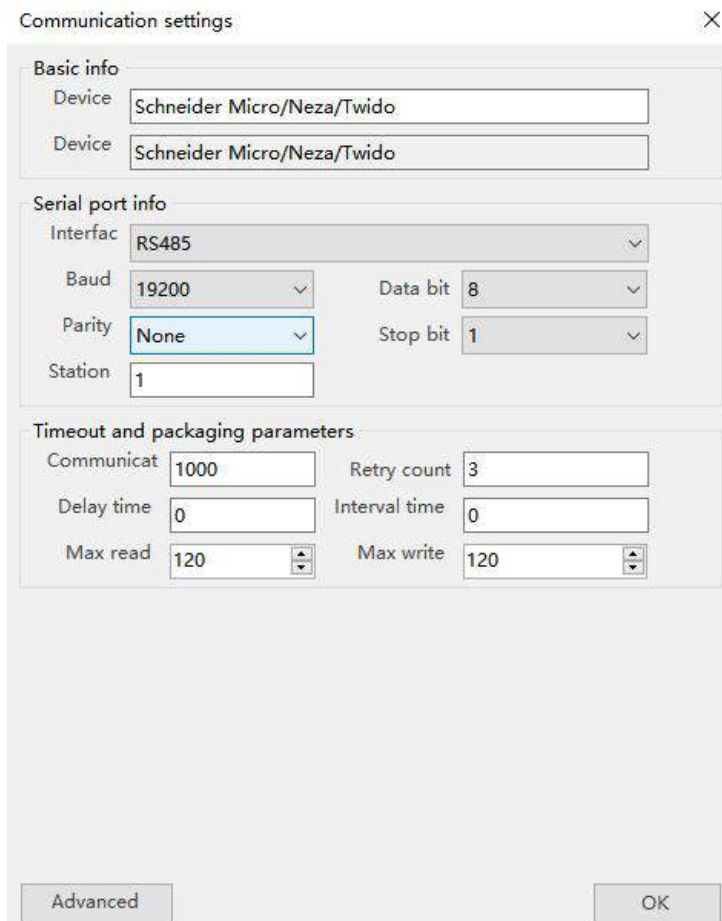 Communication settings
Basic info
Device Schneider Micro/Neza/Twido
Device Schneider Micro/Neza/Twido
Serial port info
Interfac RS485
Baud 19200 Data bit 8
Parity None Stop bit 1
Station 1
Timeout and packaging parameters
Communicat 1000 Retry count 3
Delay time 0 Interval time 0
Max read 120 Max write 120
Advanced OK